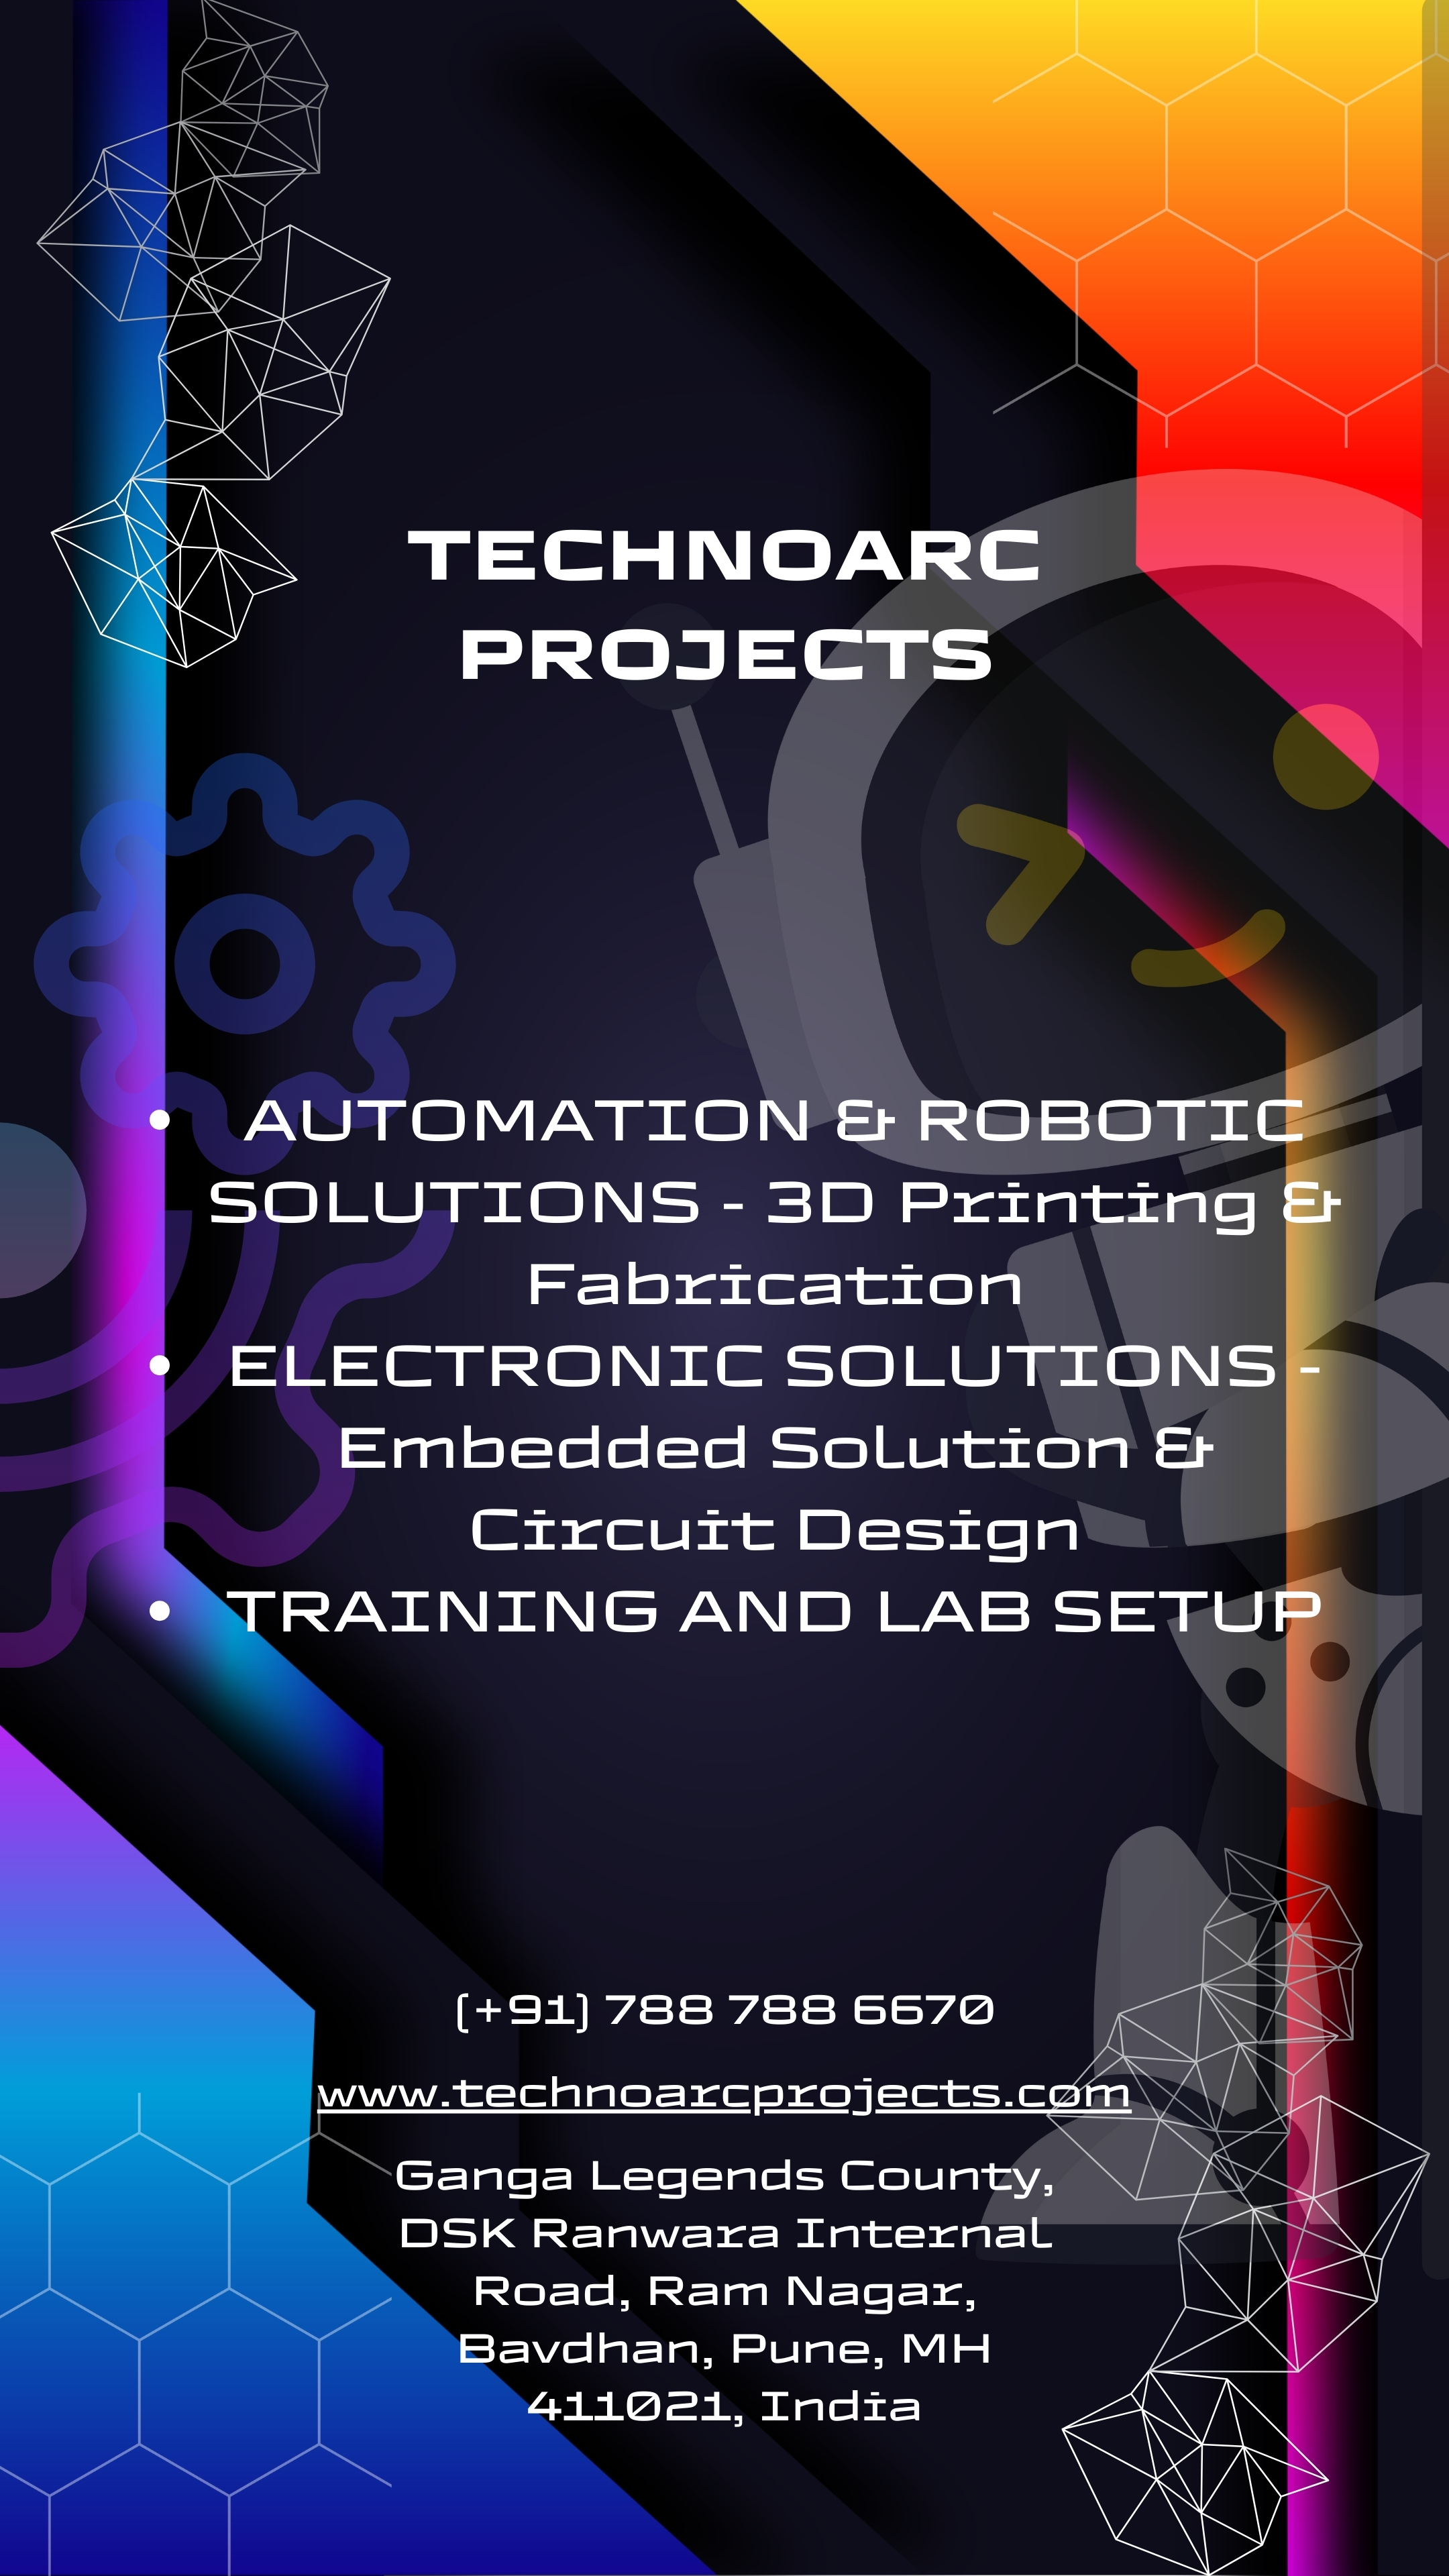 TECHNOARC
PROJECTS
• AUTOMATION & ROBOTIC
SOLUTIONS - 3D Printing &
Fabrication
• ELECTRONIC SOLUTIONS -
Embedded Solution &
Circuit Design
• TRAINING AND LAB SETUP
(+91) 788 788 6670
www.technoarcprojects.com
Ganga Legends County,
DSK Ranwara Internal
Road, Ram Nagar,
Bavdhan, Pune, MH
411021, India